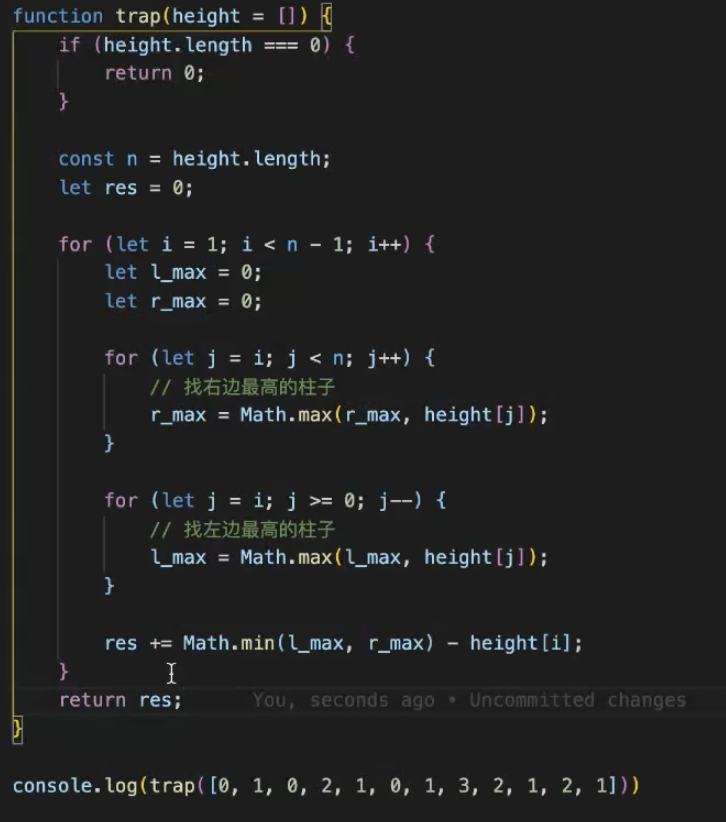 function trap(height = []) {
if (height.length === 0) {
return 0;
}
const n = height.length;
let res = 0;
for (let i = 1; i < n - 1; i++) {
let l_max = 0;
let r_max = 0;
for (let j = i; j < n; j++) {
// 找右边最高的柱子
r_max = Math.max(r_max, height[j]);
}
for (let j = i; j >= 0; j--) {
// 找左边最高的柱子
l_max = Math.max(l_max, height[j]);
}
res += Math.min(l_max, r_max) - height[i];
}
return res; You, seconds ago • Uncommitted changes
}
console.log(trap([0, 1, 0, 2, 1, 0, 1, 3, 2, 1, 2, 1]))